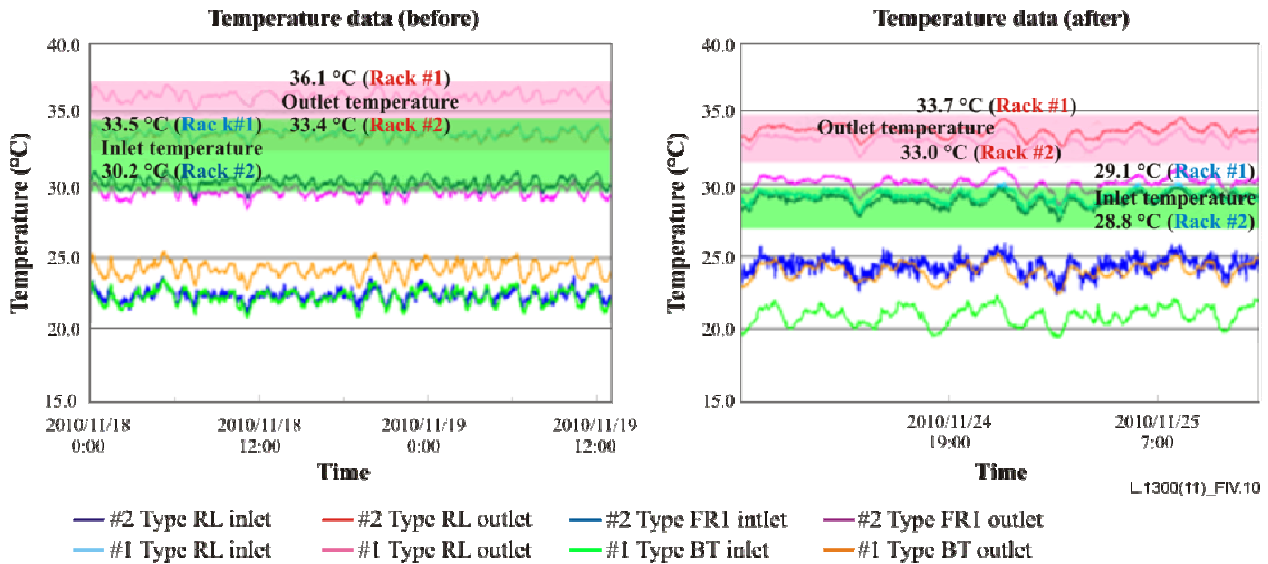 Temperature data (before)
40.0
35.0
30.0
25.0
20.0
15.0
Temperature (°C)
36.1 °C (Rack #1)
Outlet temperature
33.4 °C (Rack #2)
33.5 °C (Rac k#1)
Inlet temperature
30.2 °C (Rack #2)
2010/11/18 2010/11/18 2010/11/19 2010/11/19
0:00 12:00 0:00 12:00
Time
Temperature data (after)
40.0
35.0
30.0
25.0
20.0
15.0
Temperature (°C)
33.7 °C (Rack #1)
Outlet temperature
33.0 °C (Rack #2)
29.1 °C (Rack #1)
Inlet temperature
28.8 °C (Rack #2)
2010/11/24 2010/11/25
19:00 7:00
Time
L.1300(11)_FIV.10
#2 Type RL inlet #2 Type RL outlet #2 Type FR1 intlet #2 Type FR1 outlet
#1 Type RL inlet #1 Type RL outlet #1 Type BT inlet #1 Type BT outlet